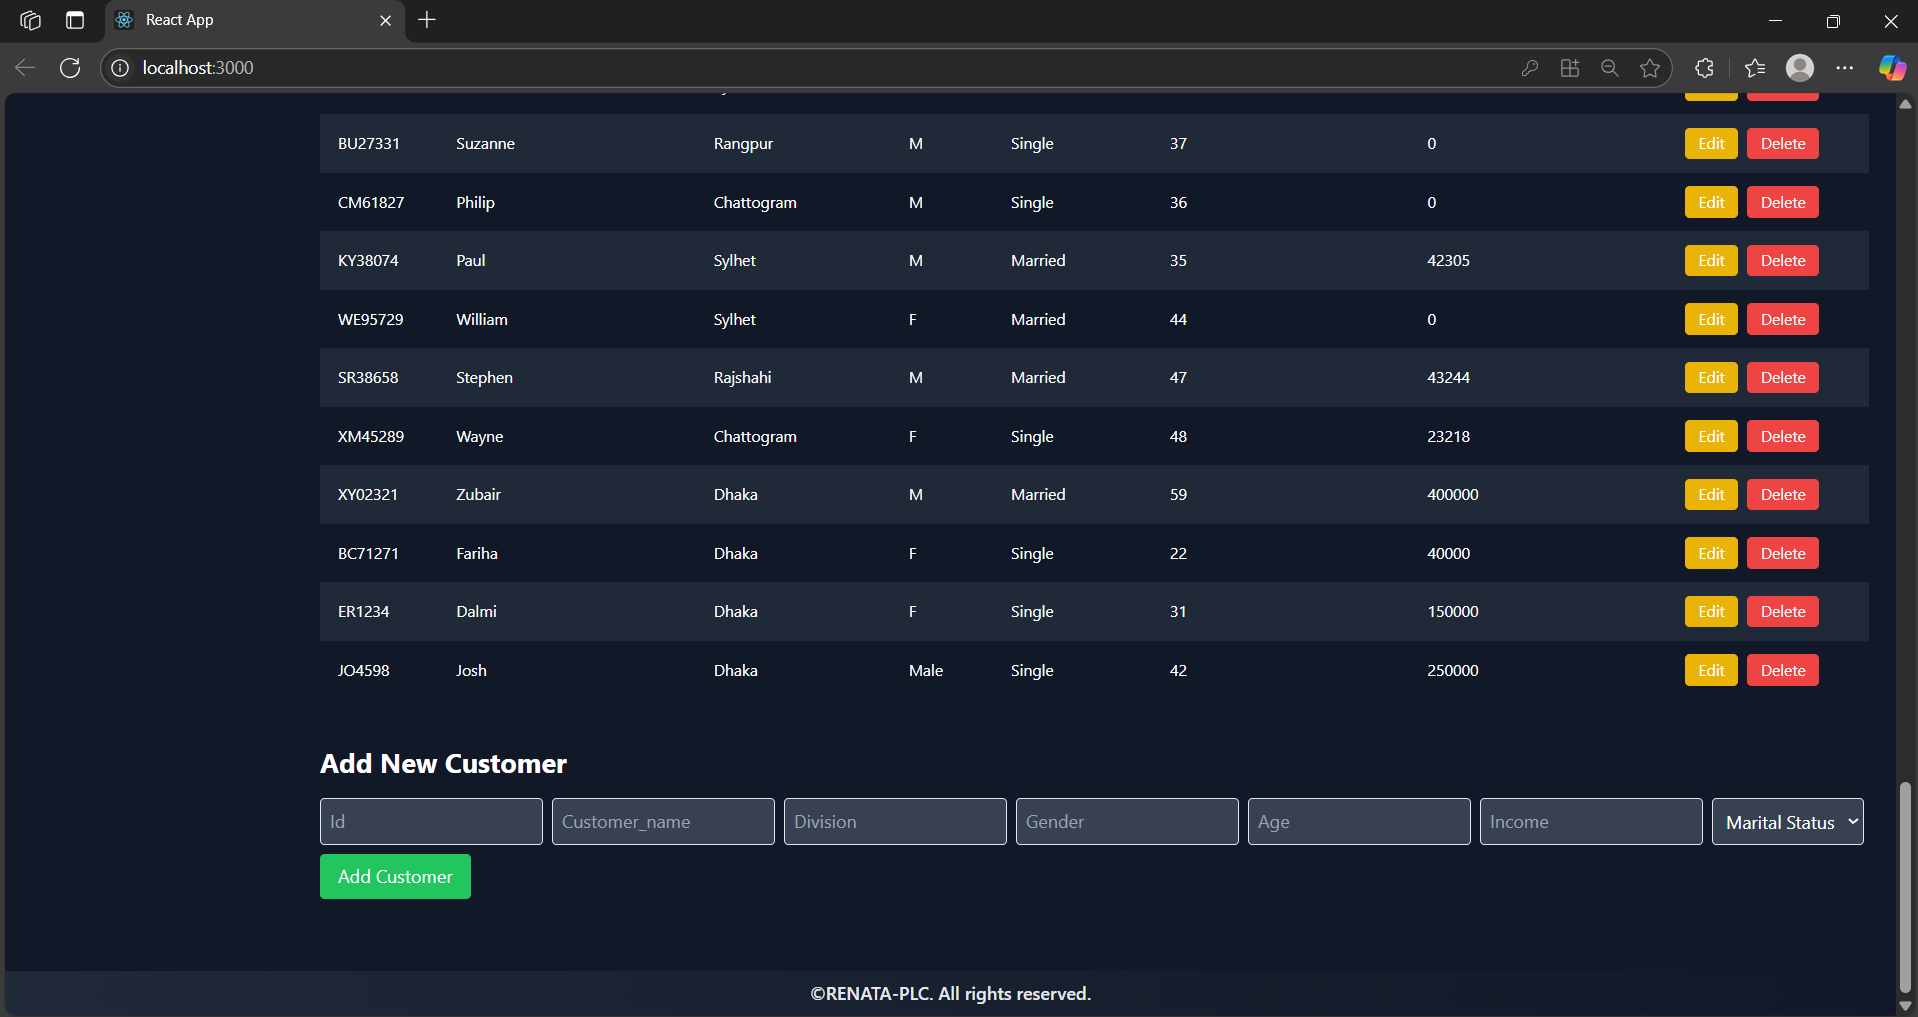 React App
localhost:3000
BU27331 Suzanne Rangpur M Single 37 0 Edit Delete
CM61827 Philip Chattogram M Single 36 0 Edit Delete
KY38074 Paul Sylhet M Married 35 42305 Edit Delete
WE95729 William Sylhet F Married 44 0 Edit Delete
SR38658 Stephen Rajshahi M Married 47 43244 Edit Delete
XM45289 Wayne Chattogram F Single 48 23218 Edit Delete
XY02321 Zubair Dhaka M Married 59 400000 Edit Delete
BC71271 Fariha Dhaka F Single 22 40000 Edit Delete
ER1234 Dalmi Dhaka F Single 31 150000 Edit Delete
JO4598 Josh Dhaka Male Single 42 250000 Edit Delete
Add New Customer
Id Customer_name Division Gender Age Income Marital Status
Add Customer
©RENATA-PLC. All rights reserved.